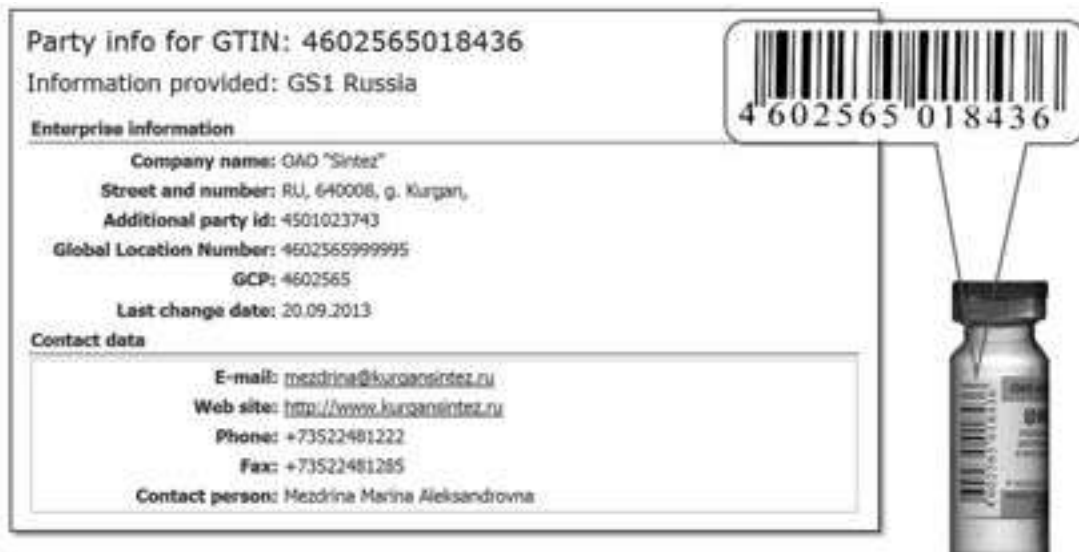 Party info for GTIN: 4602565018436
Information provided: GS1 Russia
Enterprise information
Company name: OAO "Sintez"
Street and number: RU, 640008, g. Kurgan,
Additional party id: 4501023743
Global Location Number: 4602565999995
GCP: 4602565
Last change date: 20.09.2013
Contact data
E-mail: mezdrina@kurgansintez.ru
Web site: http://www.kurgansintez.ru
Phone: +73522481222
Fax: +73522481285
Contact person: Mezdrina Marina Aleksandrovna
4 602565 018436
4 602565 018436